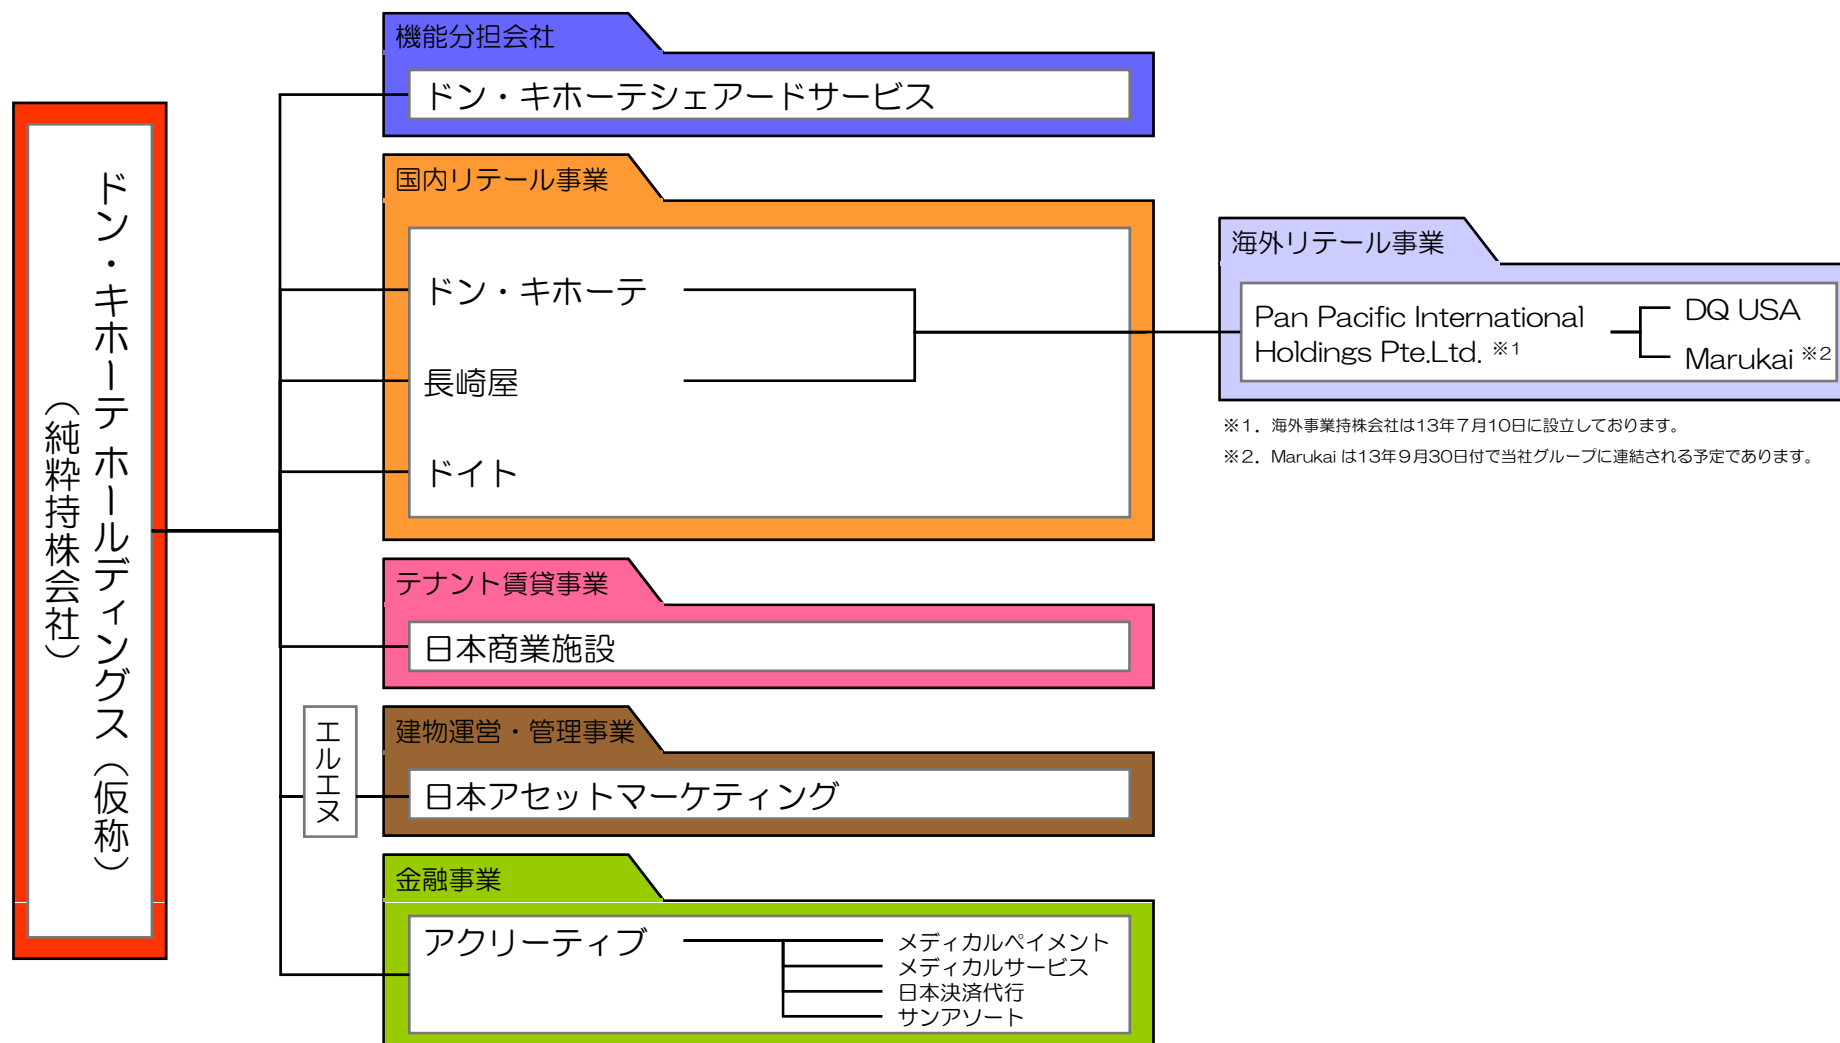 ドン・キホーテ ホールディングス（仮称）
（純粋持株会社）
機能分担会社
ドン・キホーテシェアードサービス
国内リテール事業
ドン・キホーテ
長崎屋
ドイト
海外リテール事業
Pan Pacific International
Holdings Pte.Ltd. ※1
DQ USA
Marukai ※2
※1．海外事業持株会社は13年7月10日に設立しております。
※2．Marukai は13年9月30日付で当社グループに連結される予定であります。
テナント賃貸事業
日本商業施設
エルエヌ
建物運営・管理事業
日本アセットマーケティング
金融事業
アクリーティブ
メディカルペイメント
メディカルサービス
日本決済代行
サンアソート